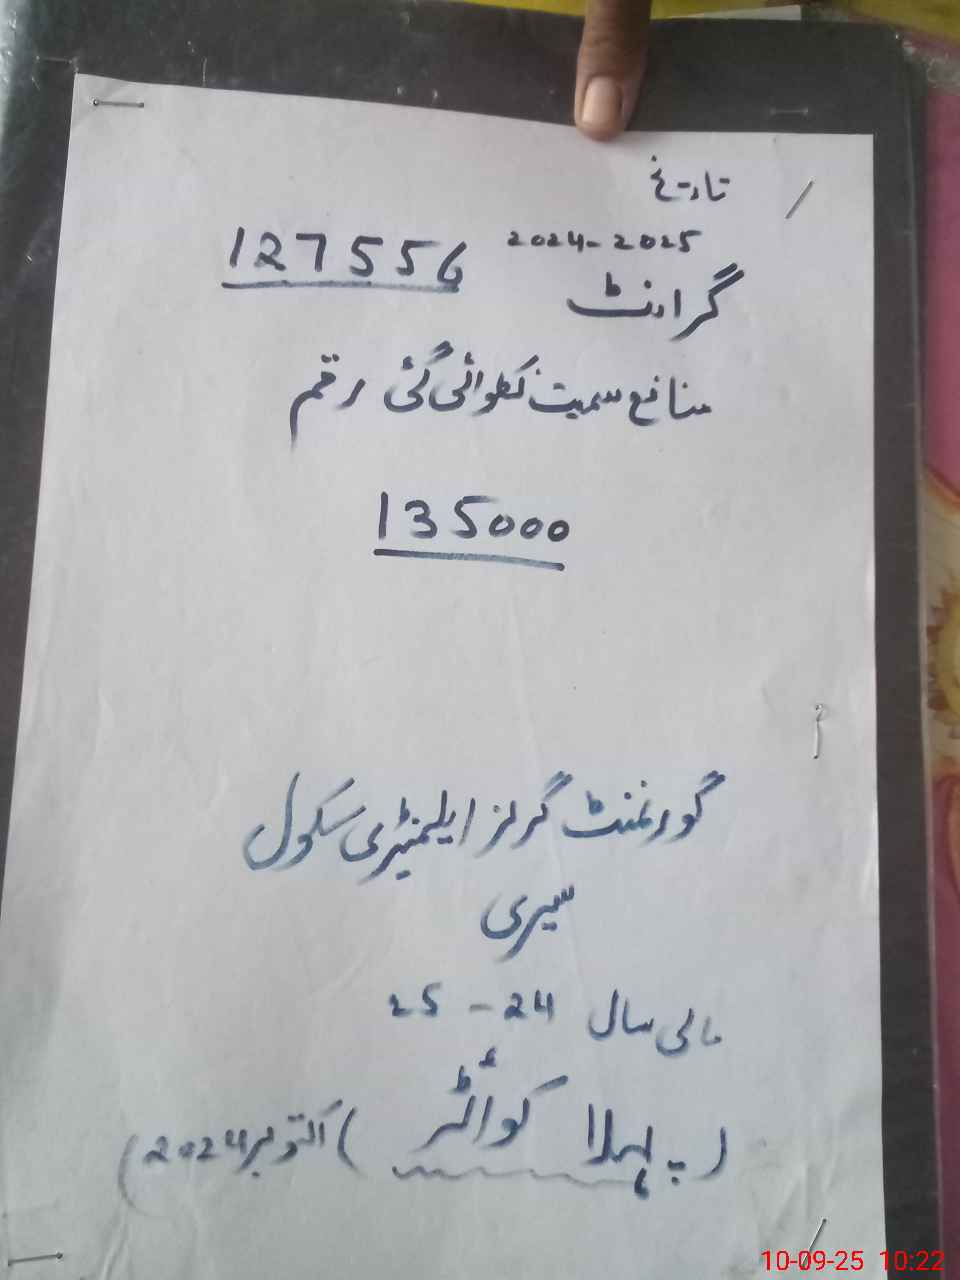 تاریخ
2024-2025
گرانٹ 127556
منافع سمیت نکلوائی گئی رقم
135000
گورنمنٹ گرلز ایلیمنٹری سکول
سیری
مالی سال 24 - 25
(پہلا کوائٹر) اکتوبر 2024)
10-09-25 10:22